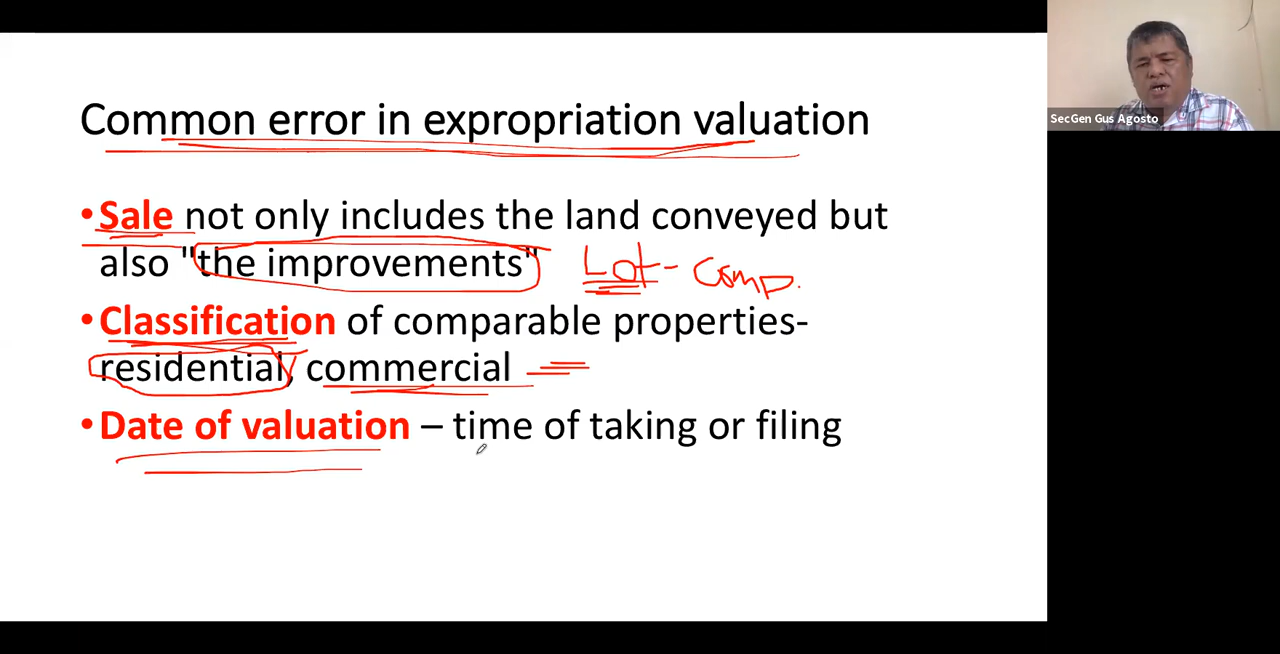 Common error in expropriation valuation
•Sale not only includes the land conveyed but
also "the improvements" Lot - comp.
•Classification of comparable properties-
residential, commercial
•Date of valuation – time of taking or filing
SecGen Gus Agosto